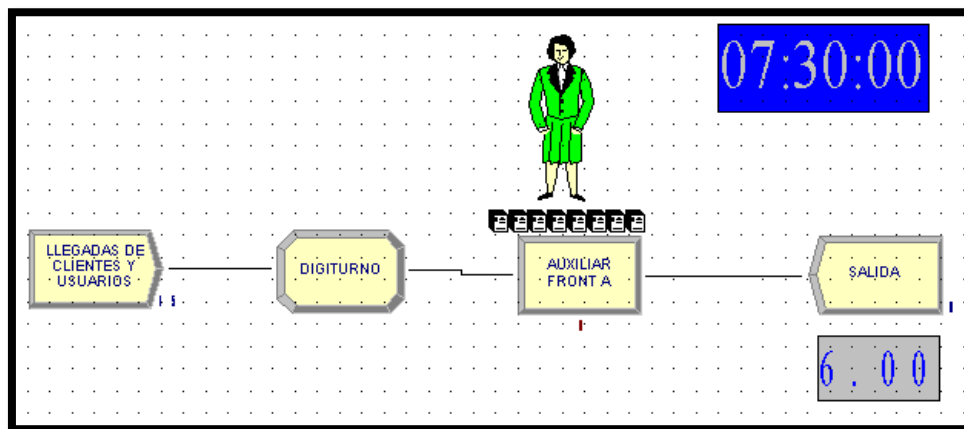 07:30:00
LLEGADAS DE
CLIENTES Y
USUARIOS
DIGITURNO
AUXILIAR
FRONT A
SALIDA
6.00